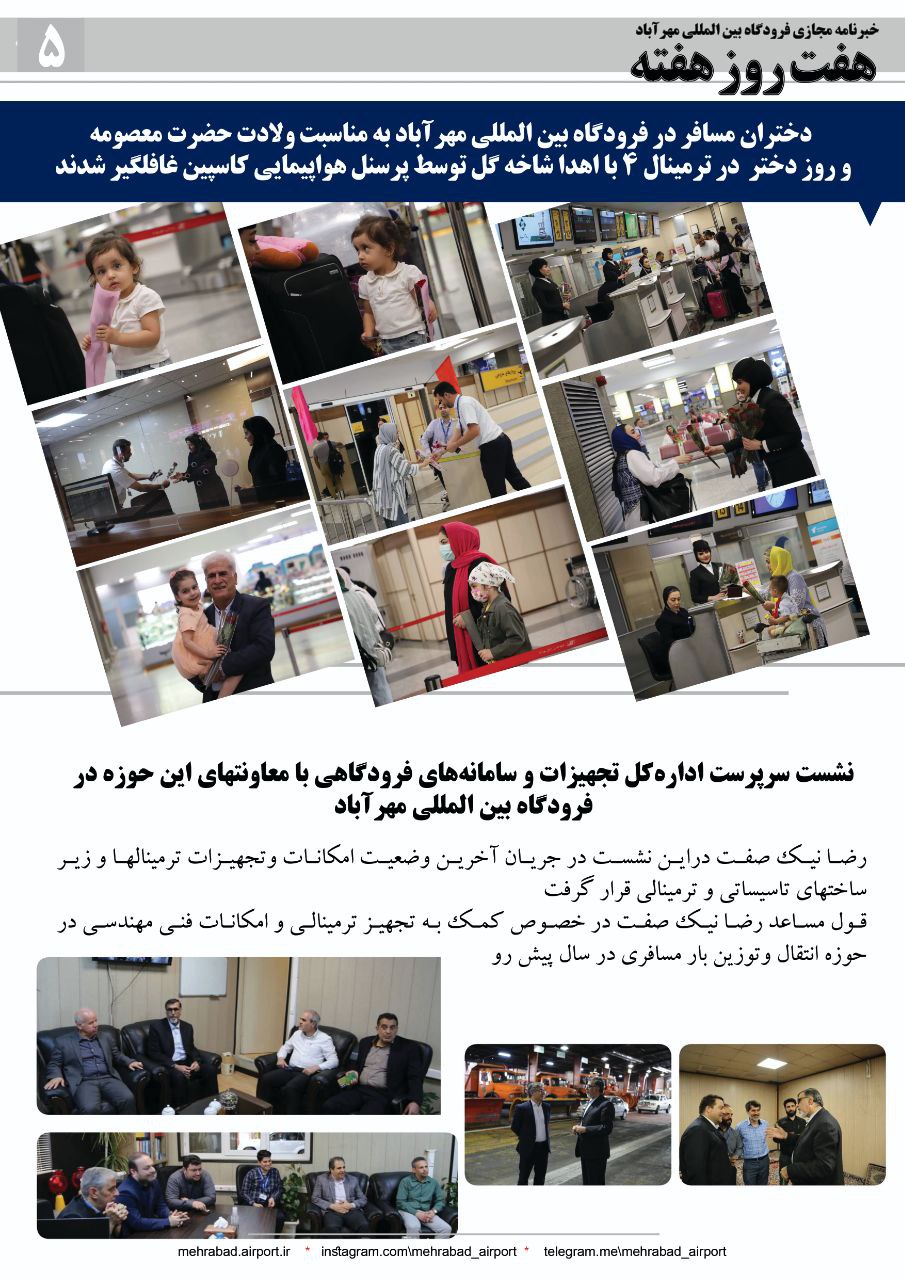 خبرنامه مجازی فرودگاه بین المللی مهرآباد
هفت روز هفته
۵
دختران مسافر در فرودگاه بین المللی مهرآباد به مناسبت ولادت حضرت معصومه
و روز دختر در ترمینال ۴ با اهدا شاخه گل توسط پرسنل هواپیمایی کاسپین غافلگیر شدند
نشست سرپرست اداره‌کل تجهیزات و سامانه‌های فرودگاهی با معاونتهای این حوزه در
فرودگاه بین المللی مهرآباد
رضا نیک صفت دراین نشست در جریان آخرین وضعیت امکانات وتجهیزات ترمینالها و زیر
ساختهای تاسیساتی و ترمینالی قرار گرفت
قول مساعد رضا نیک صفت در خصوص کمک به تجهیز ترمینالی و امکانات فنی مهندسی در
حوزه انتقال وتوزین بار مسافری در سال پیش رو
mehrabad.airport.ir * instagram.com\mehrabad_airport * telegram.me\mehrabad_airport